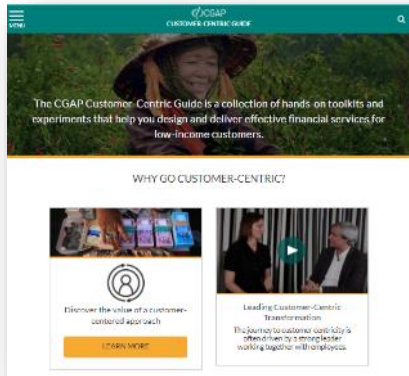 MENU
CGAP
CUSTOMER-CENTRIC GUIDE
The CGAP Customer-Centric Guide is a collection of hands-on toolkits and
experiments that help you design and deliver effective financial services for
low-income customers.
WHY GO CUSTOMER-CENTRIC?
Discover the value of a customer-
centered approach
LEARN MORE
Leading Customer-Centric
Transformation
The journey to customer centricity is
often driven by a strong leader
working together with employees.